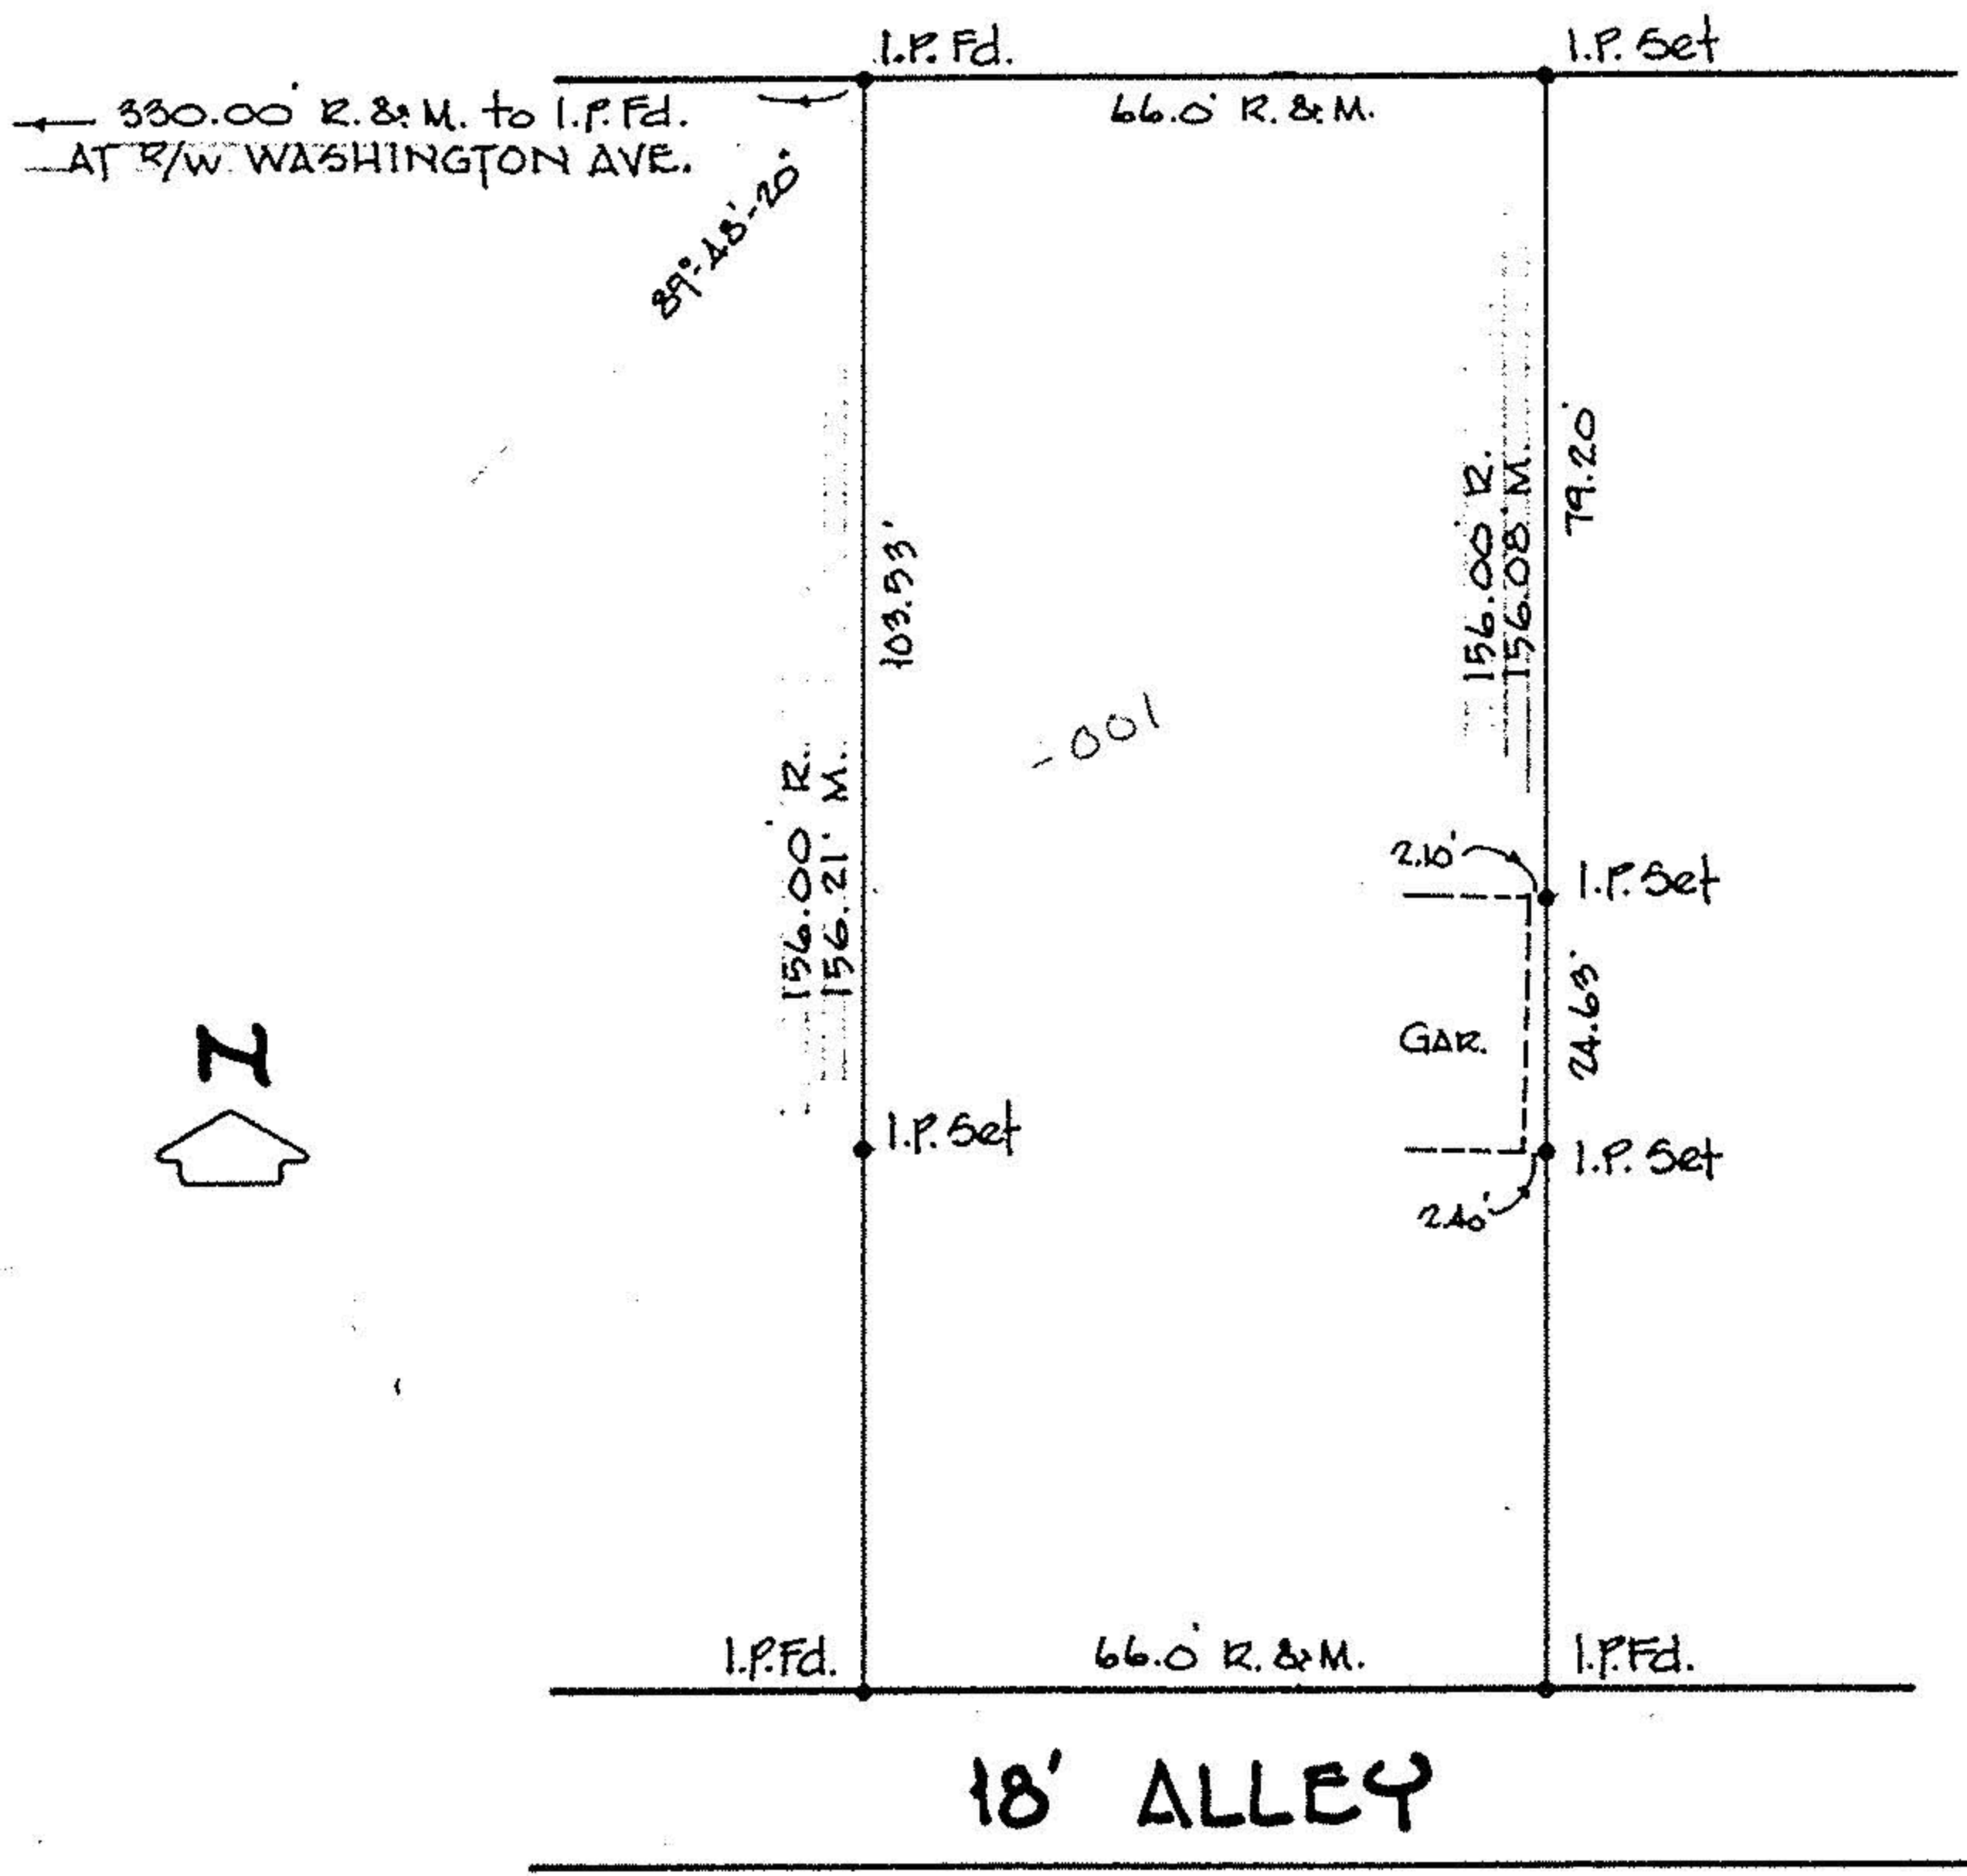 I.P. Fd.
I.P. Set
330.00' R. & M. to I.P. Fd.
AT R/W WASHINGTON AVE.
66.0' R. & M.
89°-48'-20"
103.53'
156.00' R.
156.21' M.
156.00' R.
156.08' M.
79.20'
-001
2.10'
I.P. Set
GAR.
24.63'
N
I.P. Set
I.P. Set
2.40'
I.P. Fd.
66.0' R. & M.
I.P. Fd.
18' ALLEY